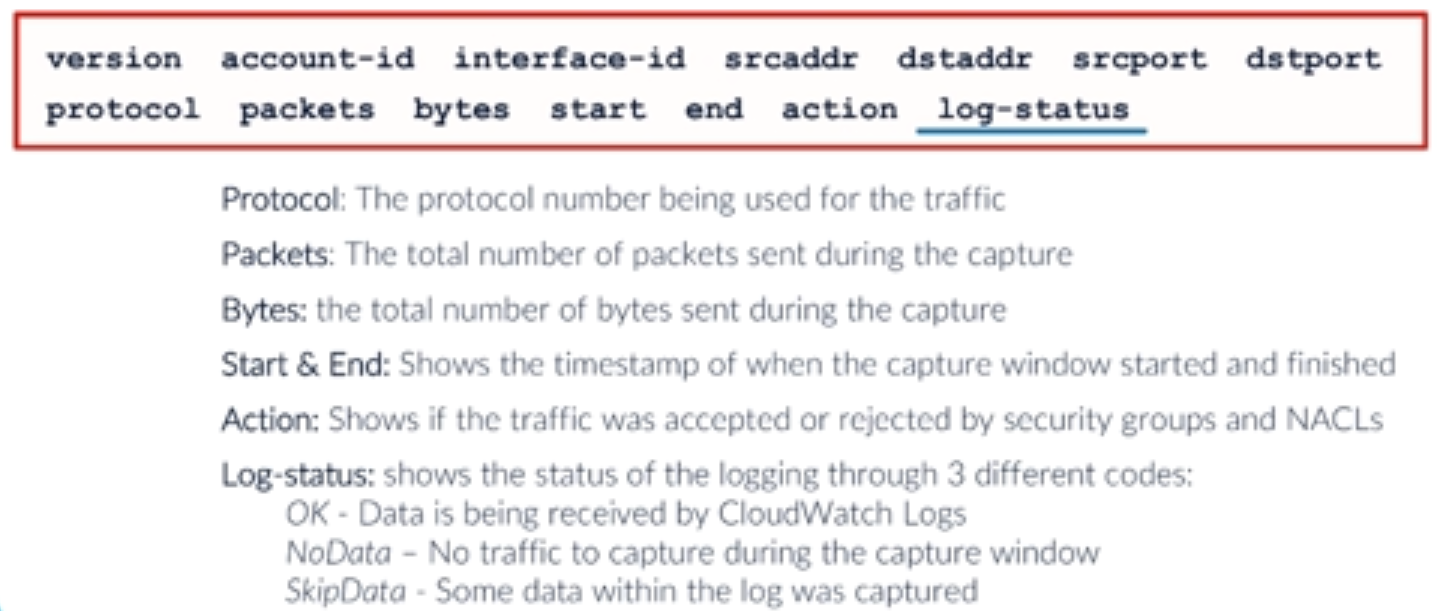 version account-id interface-id srcaddr dstaddr srcport dstport
protocol packets bytes start end action log-status
Protocol: The protocol number being used for the traffic
Packets: The total number of packets sent during the capture
Bytes: the total number of bytes sent during the capture
Start & End: Shows the timestamp of when the capture window started and finished
Action: Shows if the traffic was accepted or rejected by security groups and NACLs
Log-status: shows the status of the logging through 3 different codes:
OK - Data is being received by CloudWatch Logs
NoData – No traffic to capture during the capture window
SkipData - Some data within the log was captured